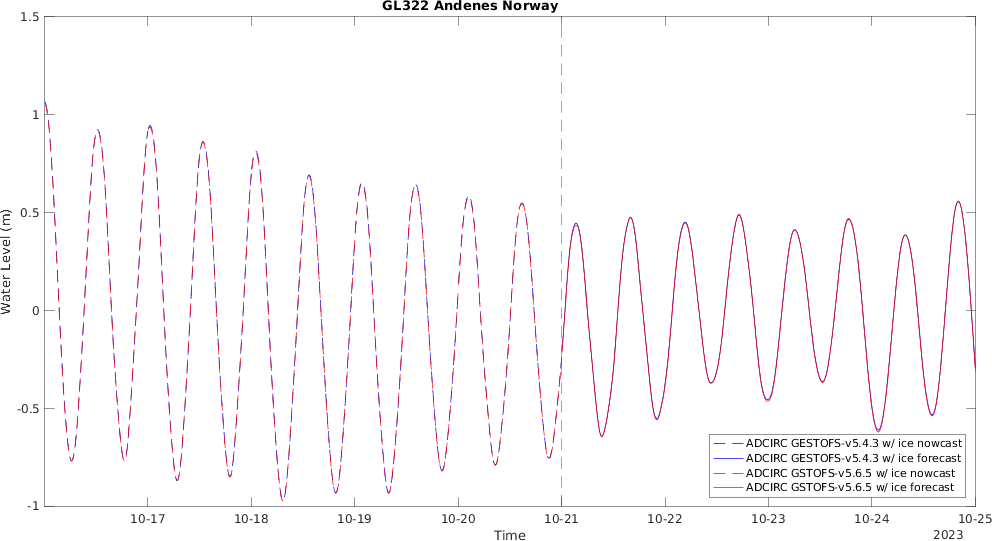 GL322 Andenes Norway
1.5
1
0.5
0
-0.5
-1
Water Level (m)
10-17 10-18 10-19 10-20 10-21 10-22 10-23 10-24 10-25
Time
2023
ADCIRC GESTOFS-v5.4.3 w/ ice nowcast
ADCIRC GESTOFS-v5.4.3 w/ ice forecast
ADCIRC GSTOFS-v5.6.5 w/ ice nowcast
ADCIRC GSTOFS-v5.6.5 w/ ice forecast